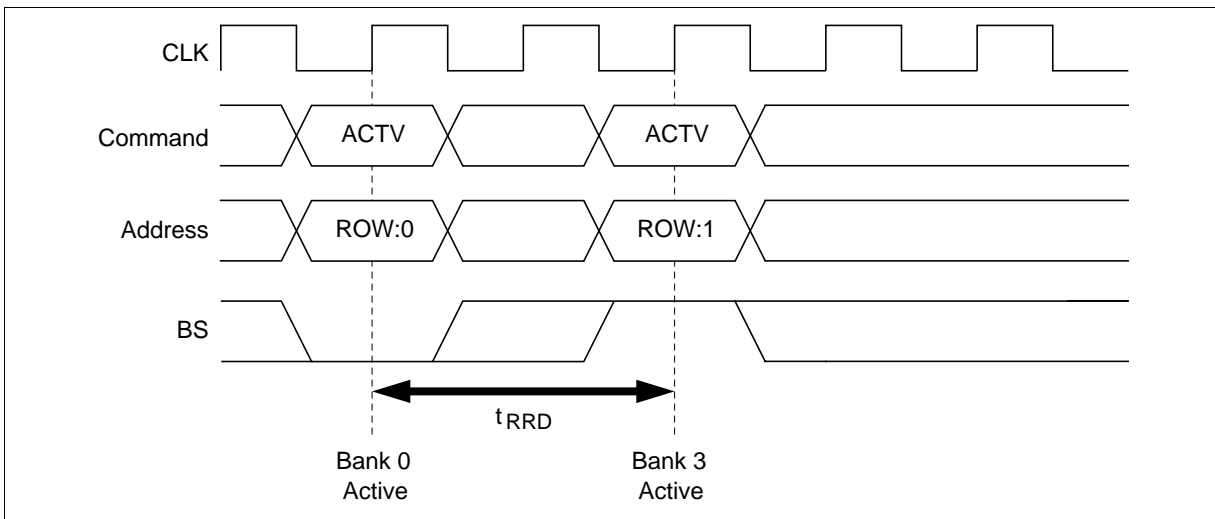 CLK
Command
ACTV
ACTV
Address
ROW:0
ROW:1
BS
tRRD
Bank 0
Active
Bank 3
Active